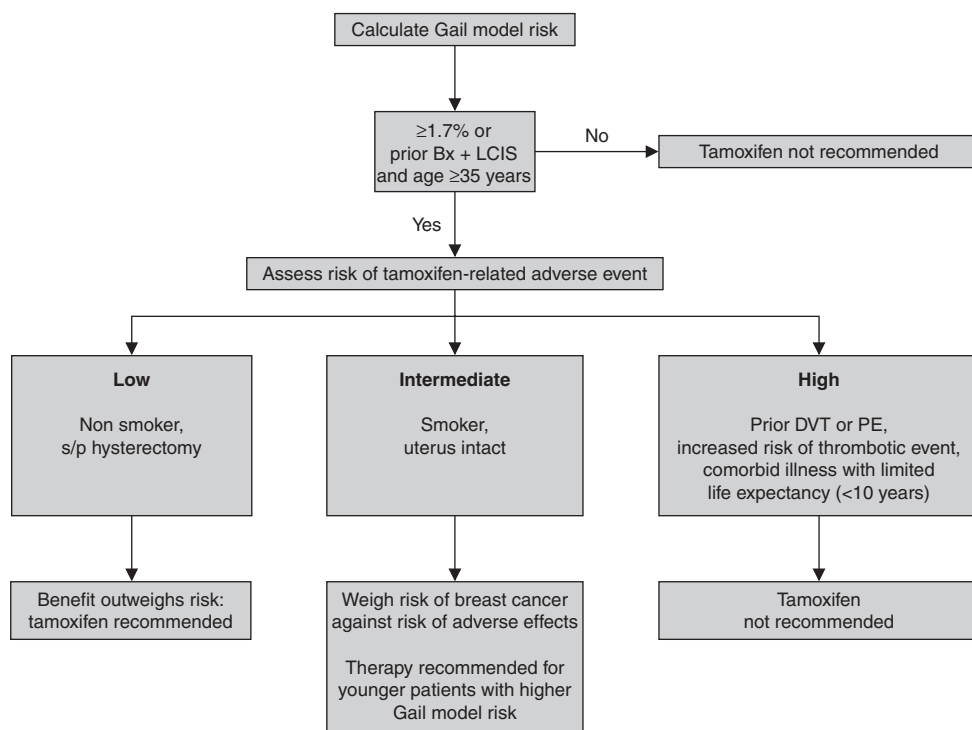 Calculate Gail model risk
≥1.7% or
prior Bx + LCIS
and age ≥35 years
No
Tamoxifen not recommended
Yes
Assess risk of tamoxifen-related adverse event
Low
Non smoker,
s/p hysterectomy
Intermediate
Smoker,
uterus intact
High
Prior DVT or PE,
increased risk of thrombotic event,
comorbid illness with limited
life expectancy (<10 years)
Benefit outweighs risk:
tamoxifen recommended
Weigh risk of breast cancer
against risk of adverse effects
Therapy recommended for
younger patients with higher
Gail model risk
Tamoxifen
not recommended